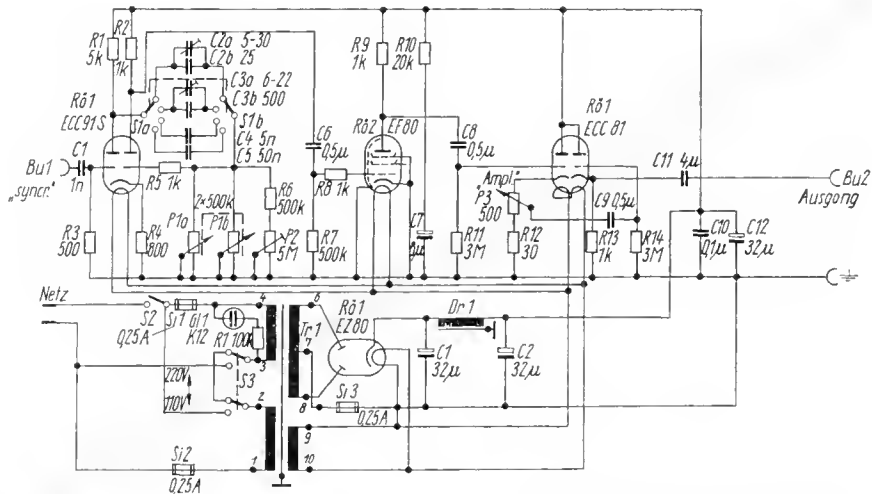 R1
5k
R2
1k
C2a 5-30
C2b 25
C3a 6-22
C3b 500
S1a
S1b
C4 5n
C5 50n
Rö1
ECC91S
C1
1n
Bu1
"syncr."
R5 1k
R3
500
R4
800
2×500k
P1a
P1b
R6
500k
P2
5M
C6
0,5µ
R8 1k
R7
500k
R9
1k
R10
20k
Rö2
EF80
C7
C8
0,5µ
R11
3M
Rö1
ECC 81
"Ampl."
P3
500
R12
30
C9 0,5µ
R13
1k
R14
3M
C11 4µ
Bu2
Ausgang
C10
0,1µ
C12
32µ
Netz
S2
Si1
0,25A
Gl1
K12
R1 100k
4
3
220V
110V
S3
2
1
Si2
0,25A
Tr1
6
7
8
9
10
Rö1
EZ80
Si3
0,25A
Dr1
C1
32µ
C2
32µ